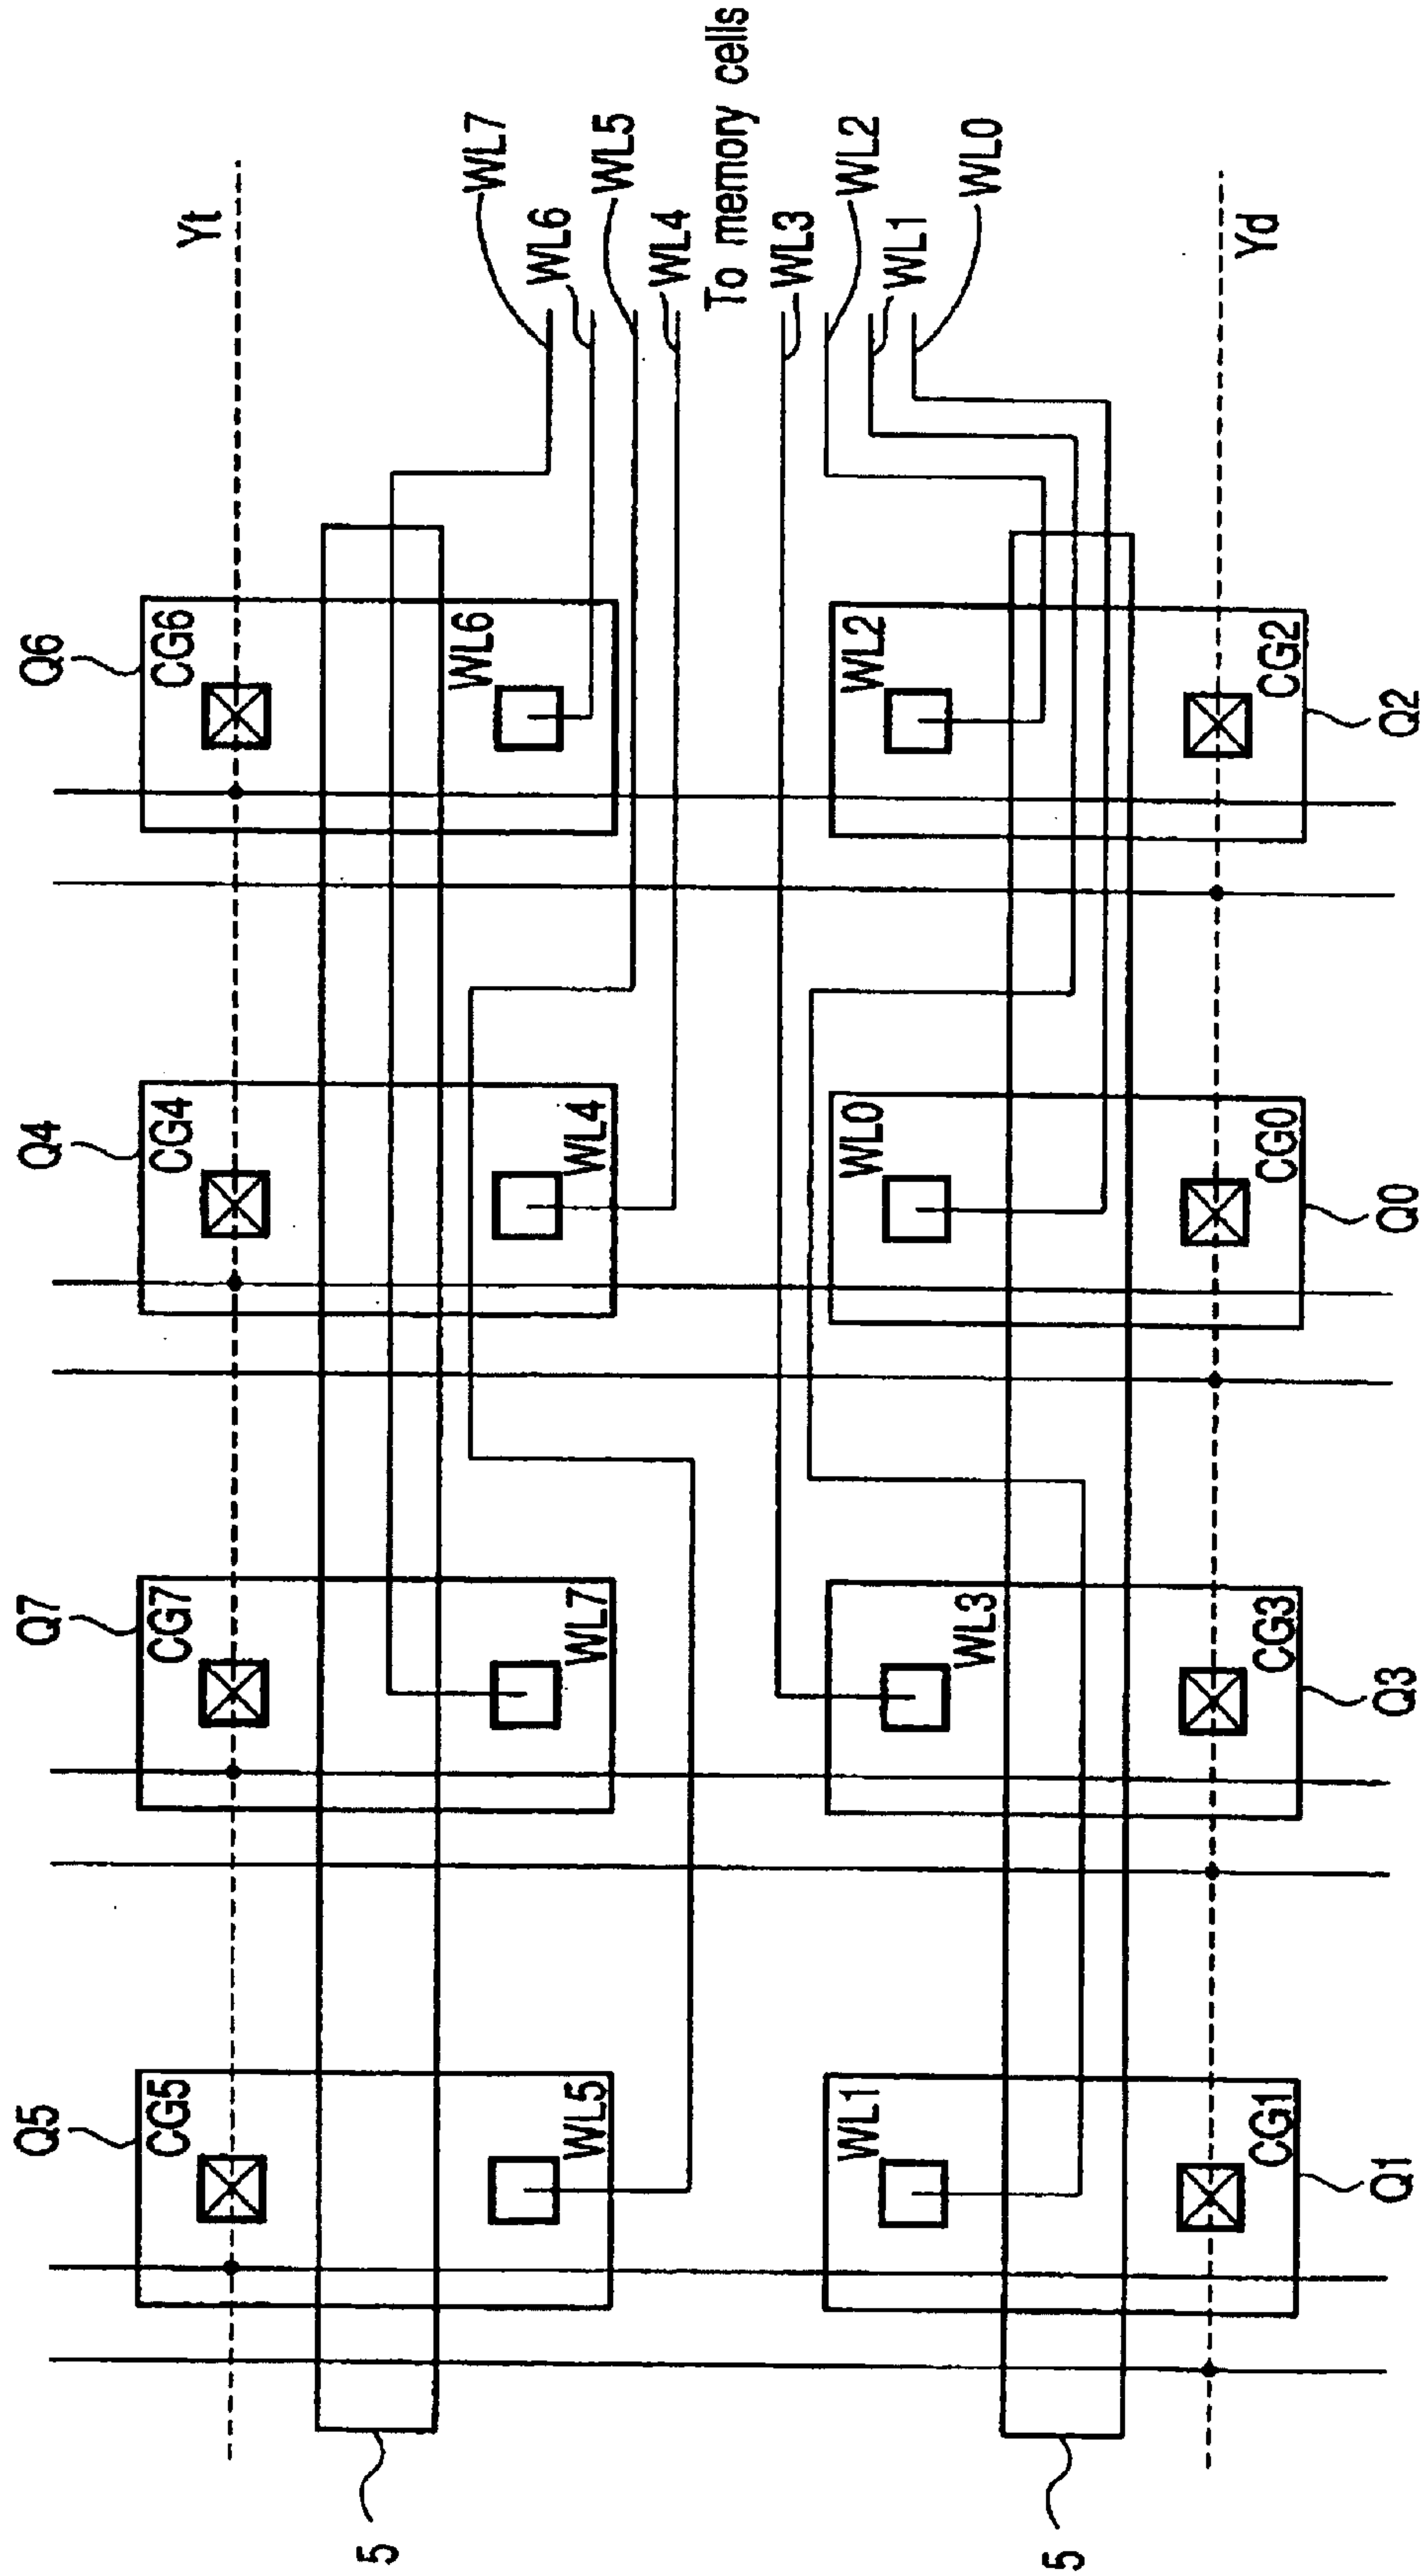 Q5
Q7
Q4
Q6
CG5
CG7
CG4
CG6
Yt
5
WL5
WL7
WL4
WL6
WL7
WL6
WL5
WL4
To memory cells
WL3
WL2
WL1
WL0
WL1
WL3
WL0
WL2
5
CG1
CG3
CG0
CG2
Yd
Q1
Q3
Q0
Q2